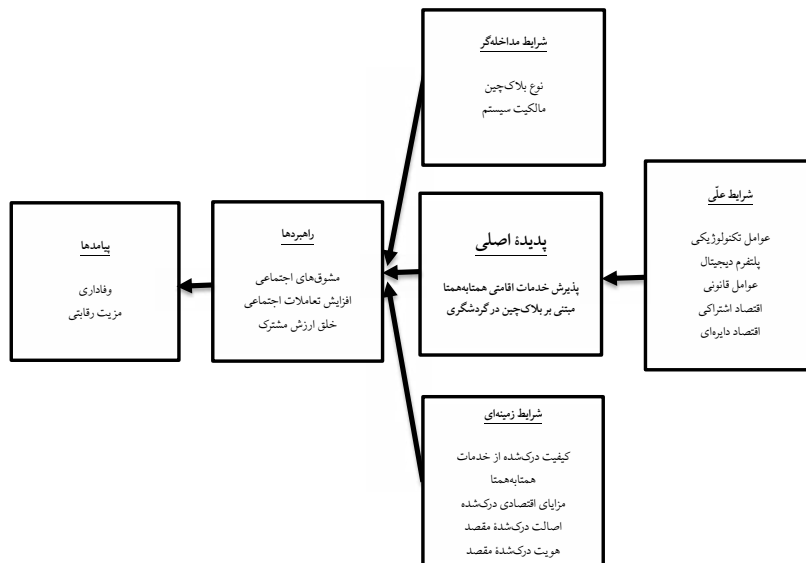 شرایط مداخله‌گر
نوع بلاک‌چین
مالکیت سیستم
شرایط علّی
عوامل تکنولوژیکی
پلتفرم دیجیتال
عوامل قانونی
اقتصاد اشتراکی
اقتصاد دایره‌ای
پدیدۀ اصلی
پذیرش خدمات اقامتی همتابه‌همتا
مبتنی بر بلاک‌چین در گردشگری
راهبردها
مشوق‌های اجتماعی
افزایش تعاملات اجتماعی
خلق ارزش مشترک
پیامدها
وفاداری
مزیت رقابتی
شرایط زمینه‌ای
کیفیت درک‌شده از خدمات
همتابه‌همتا
مزایای اقتصادی درک‌شده
اصالت درک‌شدۀ مقصد
هویت درک‌شدۀ مقصد